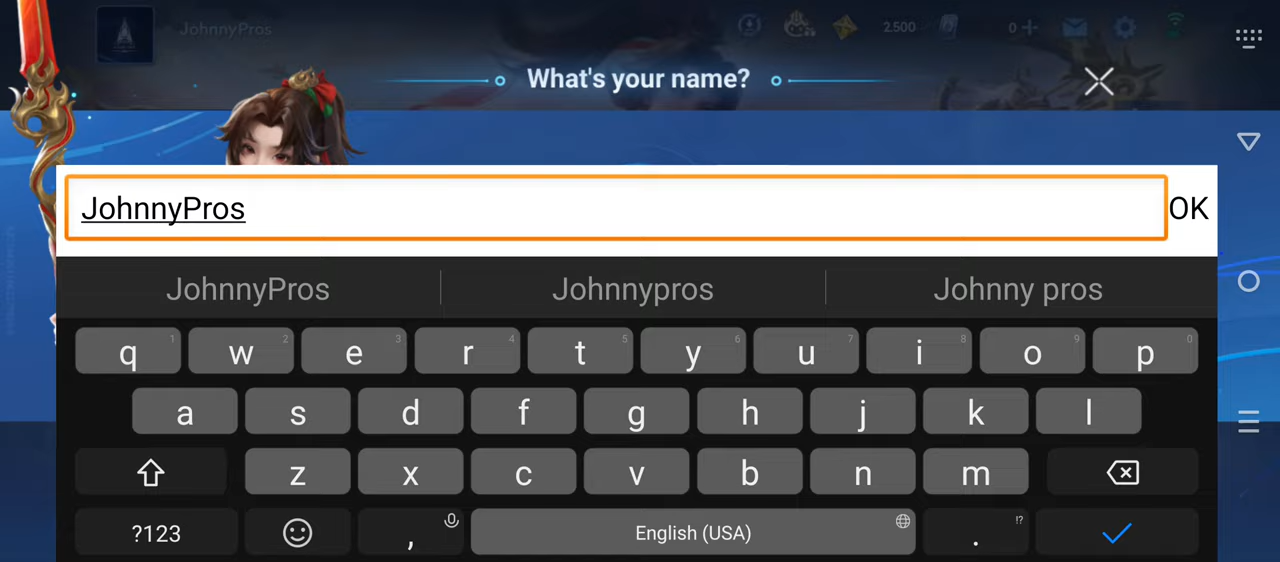 JohnnyPros
2.500
0+
What's your name?
JohnnyPros
OK
JohnnyPros Johnnypros Johnny pros
q 1 w 2 e 3 r 4 t 5 y 6 u 7 i 8 o 9 p 0
a s d f g h j k l
z x c v b n m
?123 , English (USA) . !?